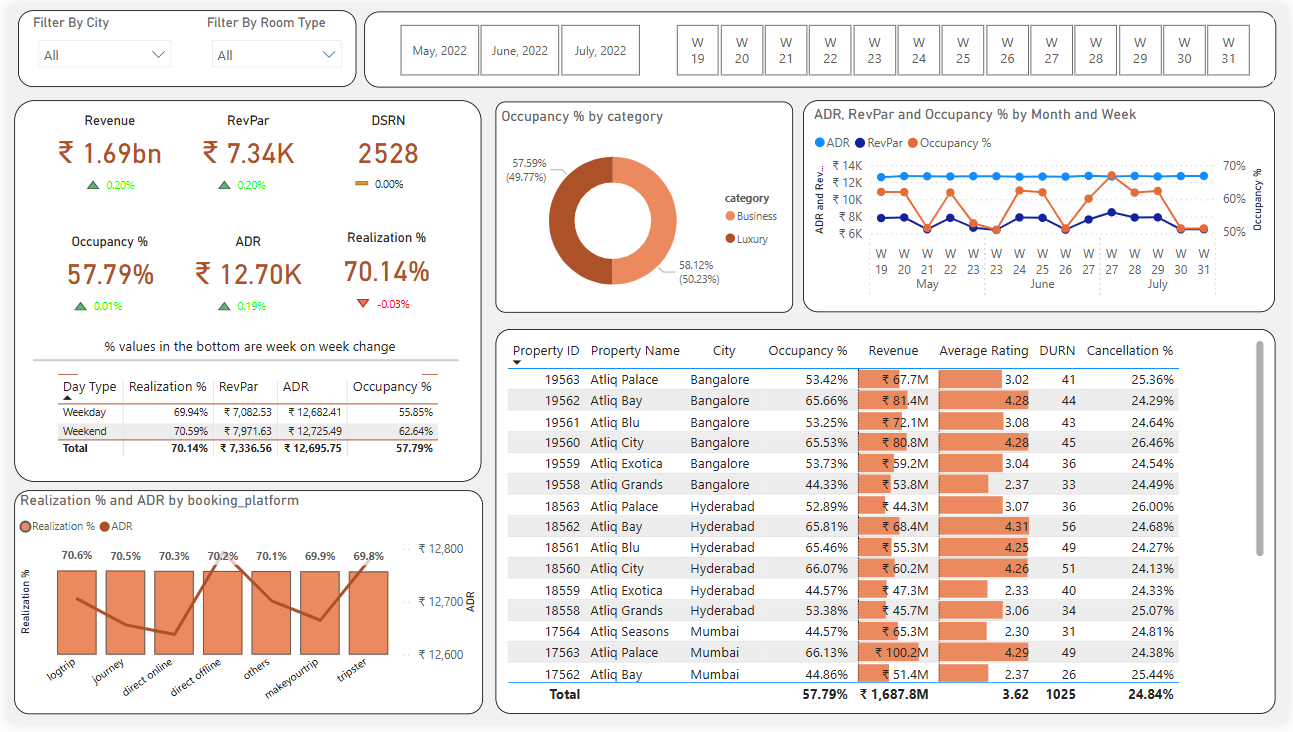 Filter By City
Filter By Room Type
All
All
May, 2022
June, 2022
July, 2022
W 19
W 20
W 21
W 22
W 23
W 24
W 25
W 26
W 27
W 28
W 29
W 30
W 31
Revenue
RevPar
DSRN
₹ 1.69bn
₹ 7.34K
2528
0.20%
0.20%
0.00%
Occupancy %
ADR
Realization %
57.79%
₹ 12.70K
70.14%
0.01%
0.19%
-0.03%
% values in the bottom are week on week change
Day Type Realization % RevPar ADR Occupancy %
Weekday 69.94% ₹ 7,082.53 ₹ 12,682.41 55.85%
Weekend 70.59% ₹ 7,971.63 ₹ 12,725.49 62.64%
Total 70.14% ₹ 7,336.56 ₹ 12,695.75 57.79%
Occupancy % by category
57.59%
(49.77%)
58.12%
(50.23%)
category
Business
Luxury
ADR, RevPar and Occupancy % by Month and Week
ADR RevPar Occupancy %
ADR and Rev...
₹ 14K
₹ 12K
₹ 10K
₹ 8K
₹ 6K
70%
60%
50%
Occupancy %
W W W W W W W W W W W W W W W
19 20 21 22 23 23 24 25 26 27 27 28 29 30 31
May June July
Realization % and ADR by booking_platform
Realization % ADR
Realization %
70.6% 70.5% 70.3% 70.2% 70.1% 69.9% 69.8%
₹ 12,800
₹ 12,700
₹ 12,600
ADR
logtrip
journey
direct online
direct offline
others
makeyourtrip
tripster
Property ID Property Name City Occupancy % Revenue Average Rating DURN Cancellation %
19563 Atliq Palace Bangalore 53.42% ₹ 67.7M 3.02 41 25.36%
19562 Atliq Bay Bangalore 65.66% ₹ 81.4M 4.28 44 24.29%
19561 Atliq Blu Bangalore 53.25% ₹ 72.1M 3.08 43 24.64%
19560 Atliq City Bangalore 65.53% ₹ 80.8M 4.28 45 26.46%
19559 Atliq Exotica Bangalore 53.73% ₹ 59.2M 3.04 36 24.54%
19558 Atliq Grands Bangalore 44.33% ₹ 53.8M 2.37 33 24.49%
18563 Atliq Palace Hyderabad 52.89% ₹ 44.3M 3.07 36 26.00%
18562 Atliq Bay Hyderabad 65.81% ₹ 68.4M 4.31 56 24.68%
18561 Atliq Blu Hyderabad 65.46% ₹ 55.3M 4.25 49 24.27%
18560 Atliq City Hyderabad 66.07% ₹ 60.2M 4.26 51 24.13%
18559 Atliq Exotica Hyderabad 44.57% ₹ 47.3M 2.33 40 24.33%
18558 Atliq Grands Hyderabad 53.38% ₹ 45.7M 3.06 34 25.07%
17564 Atliq Seasons Mumbai 44.57% ₹ 65.3M 2.30 31 24.81%
17563 Atliq Palace Mumbai 66.13% ₹ 100.2M 4.29 49 24.38%
17562 Atliq Bay Mumbai 44.86% ₹ 51.4M 2.37 26 25.44%
Total 57.79% ₹ 1,687.8M 3.62 1025 24.84%